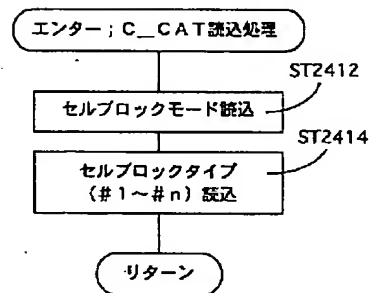 エンター；C＿CAT読込処理
ST2412
セルブロックモード読込
ST2414
セルブロックタイプ
（＃1～＃n）読込
リターン